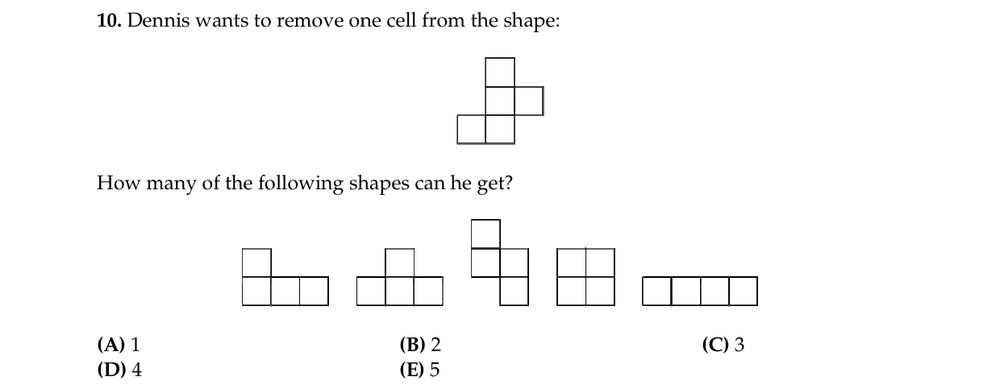 10. Dennis wants to remove one cell from the shape:
How many of the following shapes can he get?
(A) 1 (B) 2 (C) 3
(D) 4 (E) 5